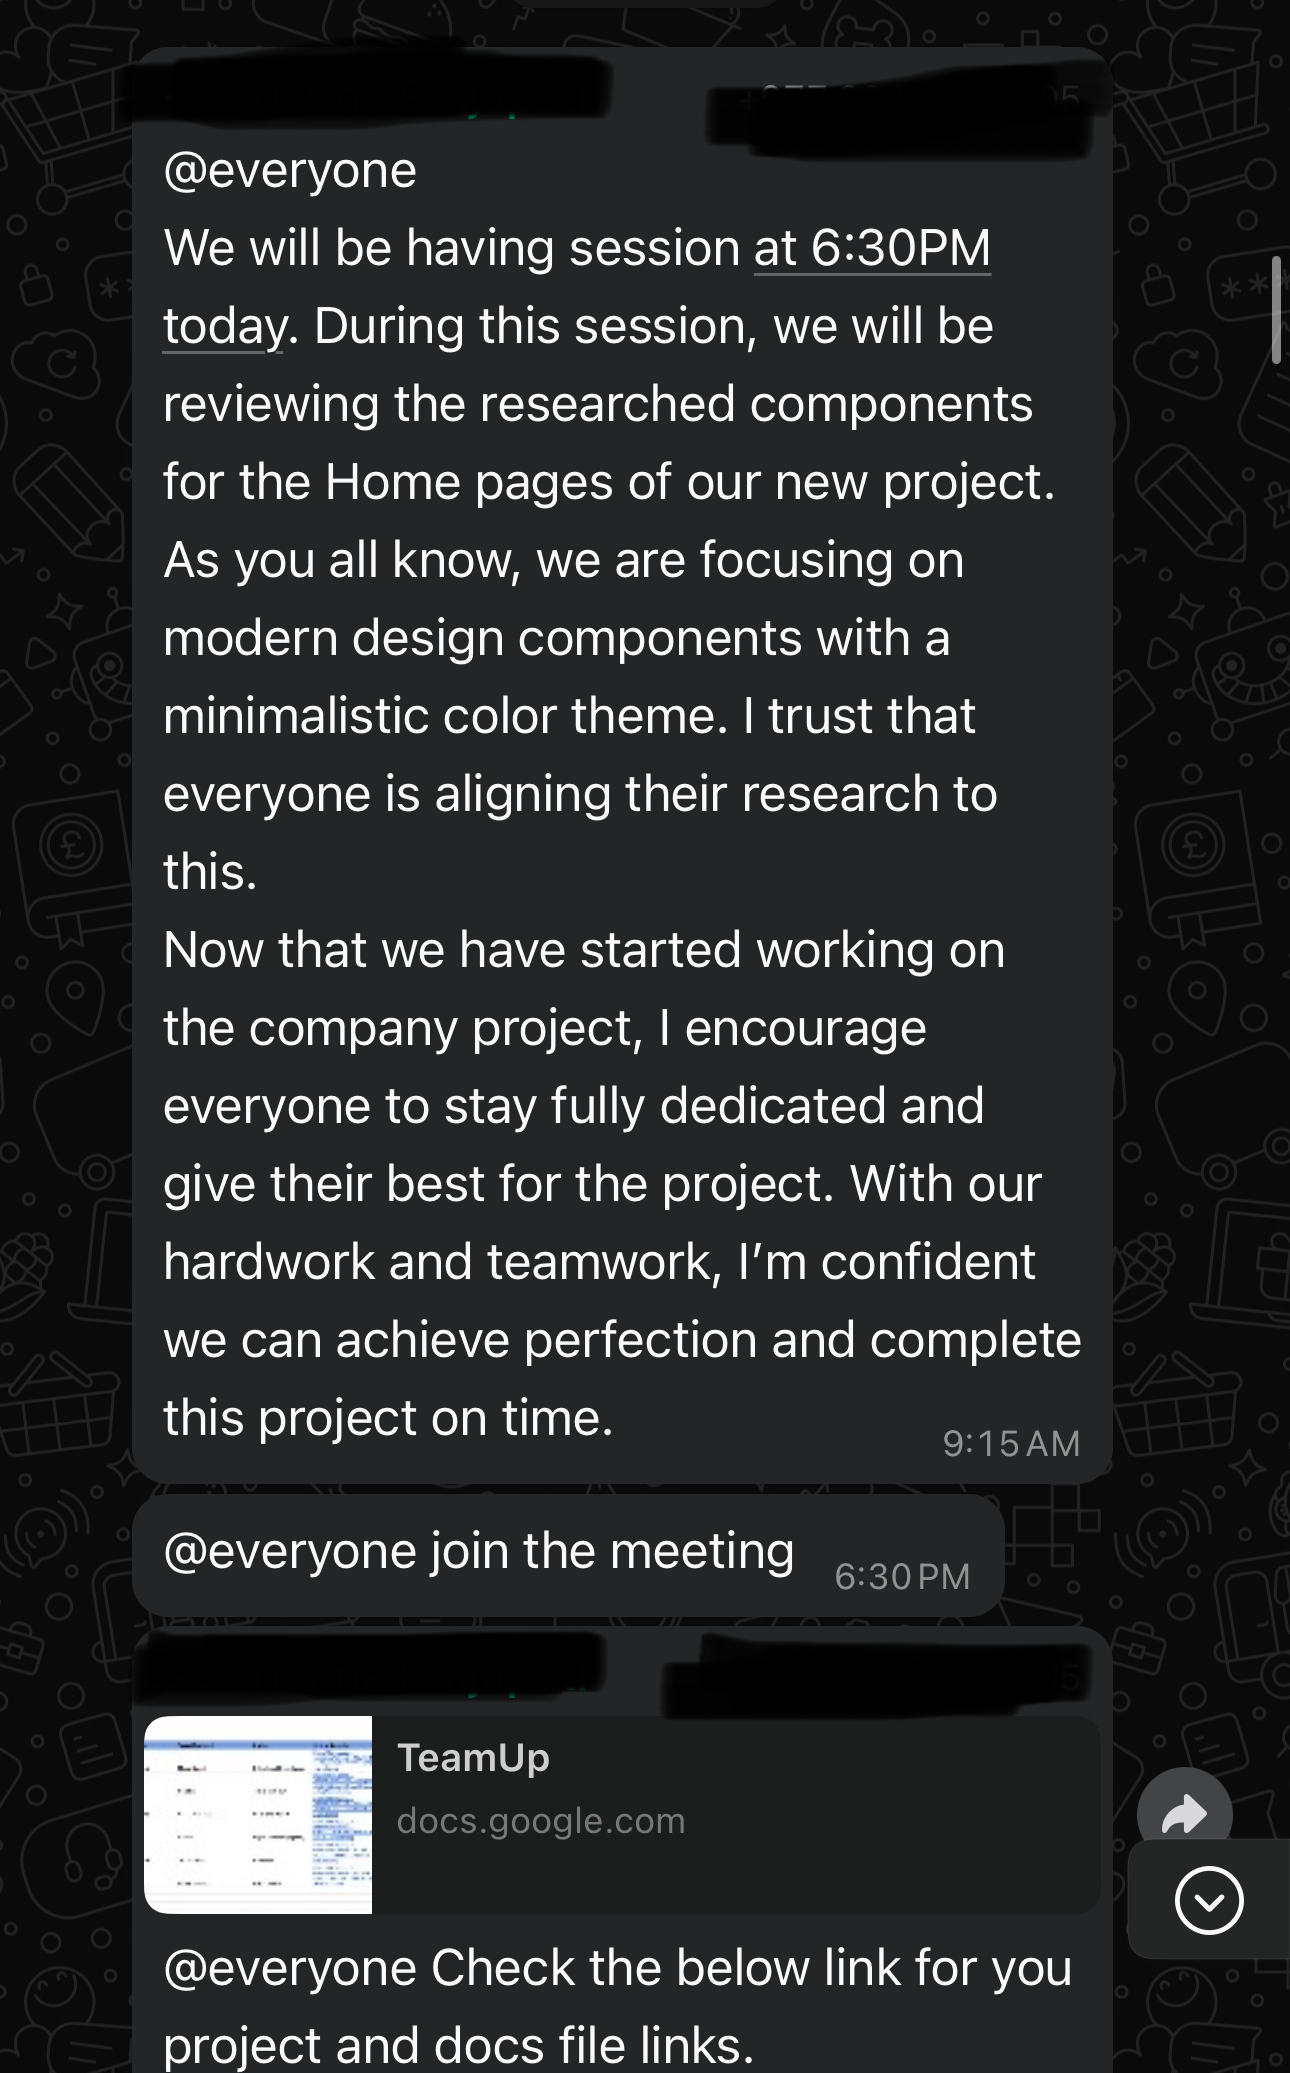 @everyone
We will be having session at 6:30PM
today. During this session, we will be
reviewing the researched components
for the Home pages of our new project.
As you all know, we are focusing on
modern design components with a
minimalistic color theme. I trust that
everyone is aligning their research to
this.
Now that we have started working on
the company project, I encourage
everyone to stay fully dedicated and
give their best for the project. With our
hardwork and teamwork, I’m confident
we can achieve perfection and complete
this project on time.
9:15 AM
@everyone join the meeting
6:30 PM
TeamUp
docs.google.com
@everyone Check the below link for you
project and docs file links.